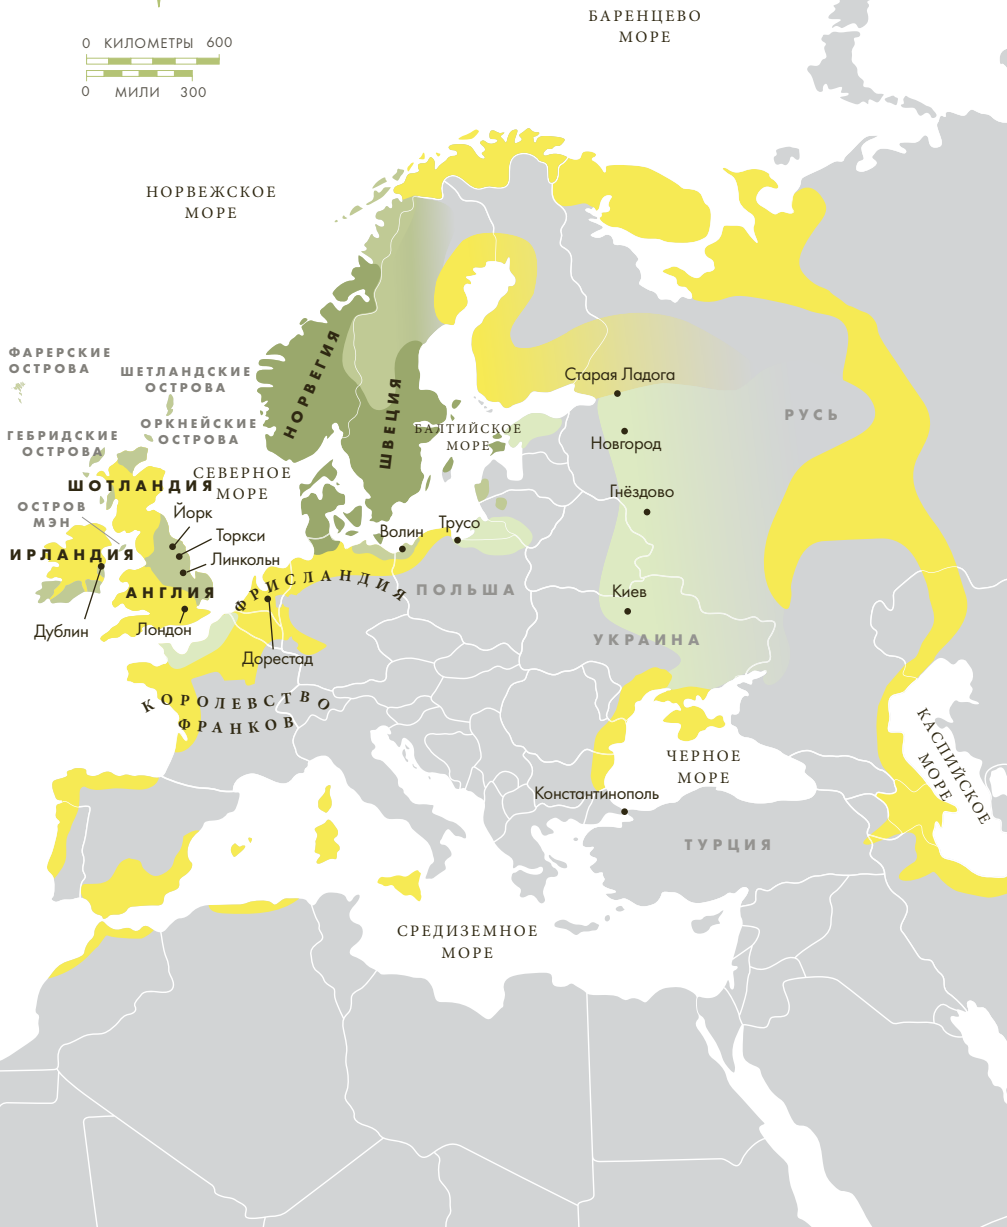 БАРЕНЦЕВО
МОРЕ
0 КИЛОМЕТРЫ 600
0 МИЛИ 300
НОРВЕЖСКОЕ
МОРЕ
ФАРЕРСКИЕ
ОСТРОВА
ШЕТЛАНДСКИЕ
ОСТРОВА
НОРВЕГИЯ
ШВЕЦИЯ
Старая Ладога
РУСЬ
ОРКНЕЙСКИЕ
ОСТРОВА
ГЕБРИДСКИЕ
ОСТРОВА
БАЛТИЙСКОЕ
МОРЕ
Новгород
СЕВЕРНОЕ
МОРЕ
ШОТЛАНДИЯ
Гнёздово
ОСТРОВ
МЭН
Йорк
Торкси
Линкольн
Волин
Трусо
ИРЛАНДИЯ
АНГЛИЯ
ФРИСЛАНДИЯ
ПОЛЬША
Киев
Дублин
Лондон
УКРАИНА
Дорестад
КОРОЛЕВСТВО
ФРАНКОВ
ЧЕРНОЕ
МОРЕ
КАСПИЙСКОЕ
МОРЕ
Константинополь
ТУРЦИЯ
СРЕДИЗЕМНОЕ
МОРЕ